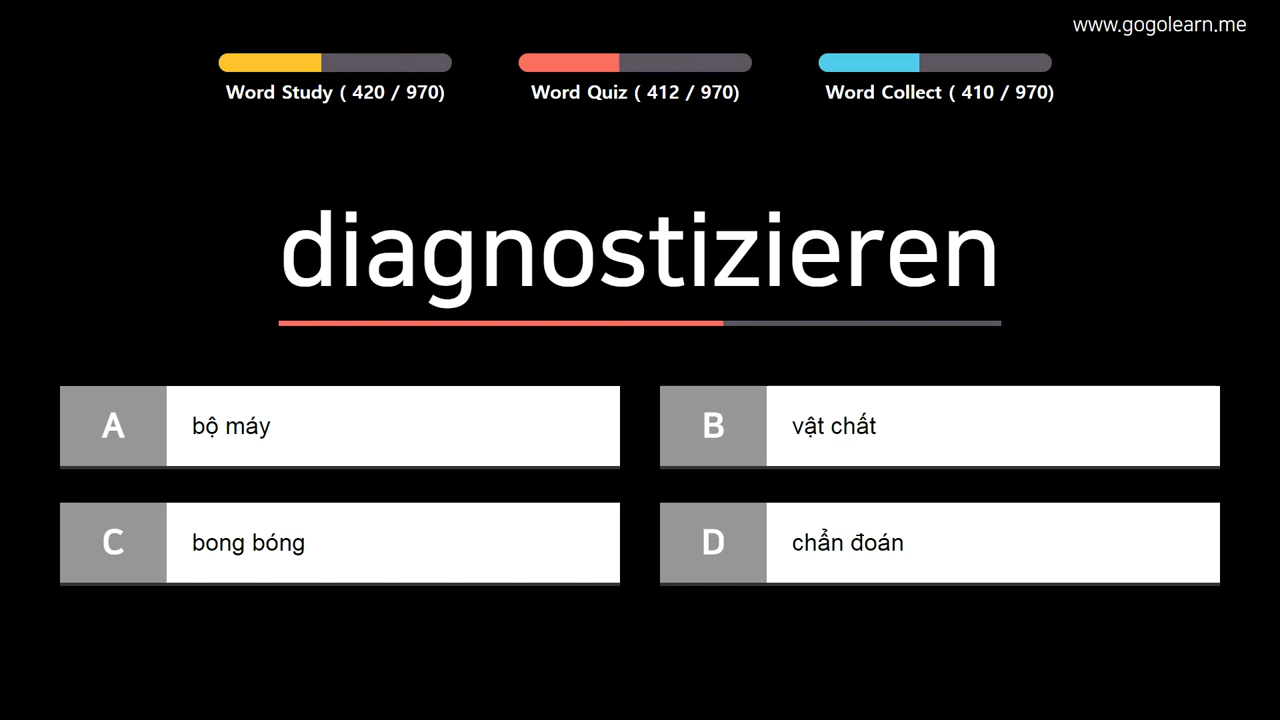 www.gogolearn.me
Word Study ( 420 / 970)
Word Quiz ( 412 / 970)
Word Collect ( 410 / 970)
diagnostizieren
A bộ máy
B vật chất
C bong bóng
D chẩn đoán